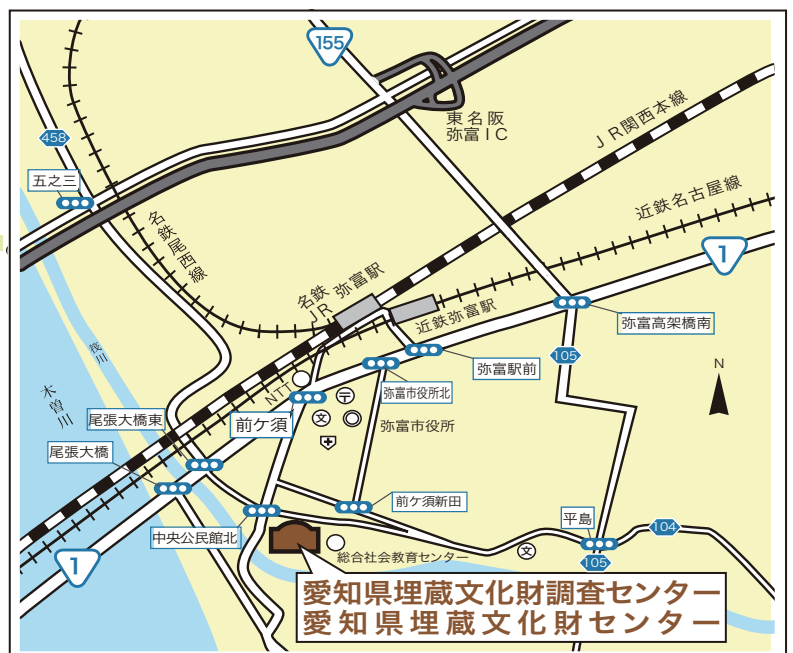 155
東名阪
弥富IC
JR関西本線
458
五之三
近鉄名古屋線
名鉄尾西線
1
名鉄
JR 弥富駅
近鉄弥富駅
弥富高架橋南
筏川
105
弥富駅前
N
木曽川
NTT
弥富市役所北
尾張大橋東
前ケ須
〒
文
弥富市役所
尾張大橋
前ケ須新田
平島
104
中央公民館北
総合社会教育センター
文
105
1
愛知県埋蔵文化財調査センター
愛知県埋蔵文化財センター